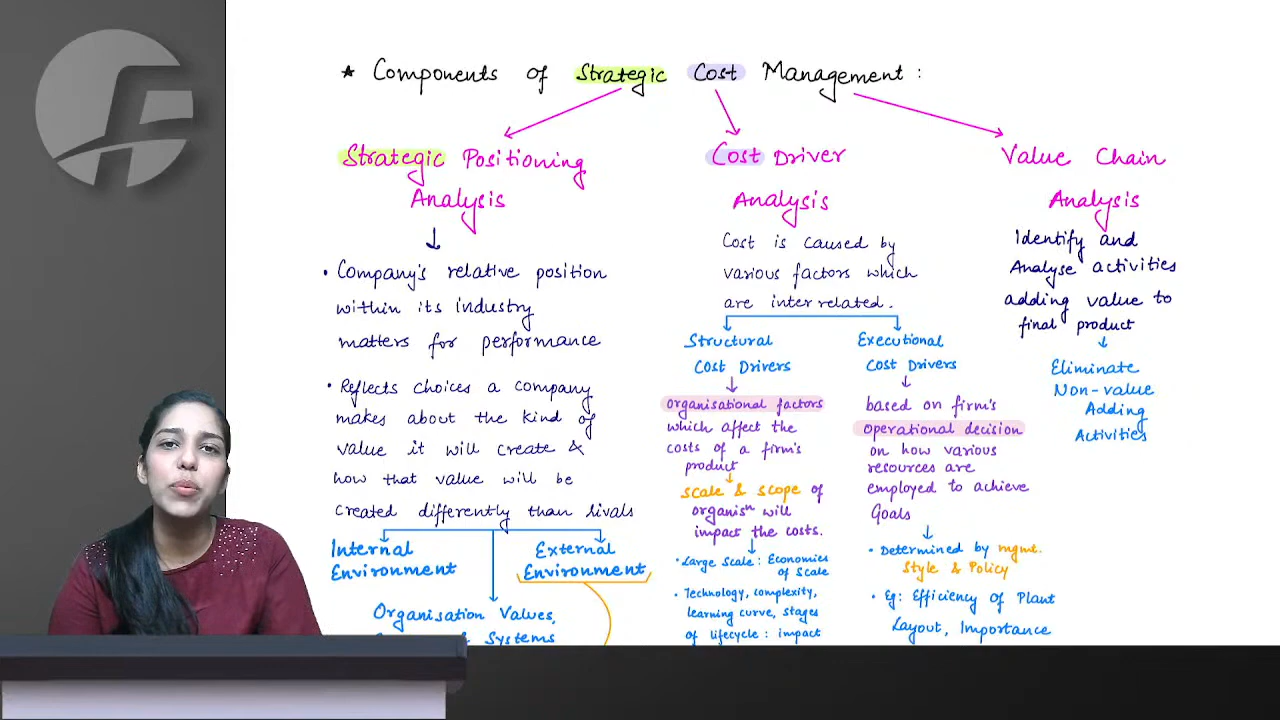 * Components of Strategic Cost Management :
Strategic Positioning
Analysis
• Company's relative position
within its industry
matters for performance
• Reflects choices a company
makes about the kind of
value it will create &
how that value will be
created differently than rivals
Internal
Environment
External
Environment
Organisation Values,
& Systems
Cost Driver
Analysis
Cost is caused by
various factors which
are interrelated.
Structural
Cost Drivers
organisational factors
which affect the
costs of a firm's
product
Scale & scope of
organisⁿ will
impact the costs.
• Large Scale : Economies
of Scale
• Technology, complexity,
learning curve, stages
of lifecycle : impact
Executional
Cost Drivers
based on firm's
operational decision
on how various
resources are
employed to achieve
Goals
• Determined by mgmt.
Style & Policy
• Eg: Efficiency of Plant
Layout, Importance
Value Chain
Analysis
Identify and
Analyse activities
adding value to
final product
Eliminate
Non-value
Adding
Activities